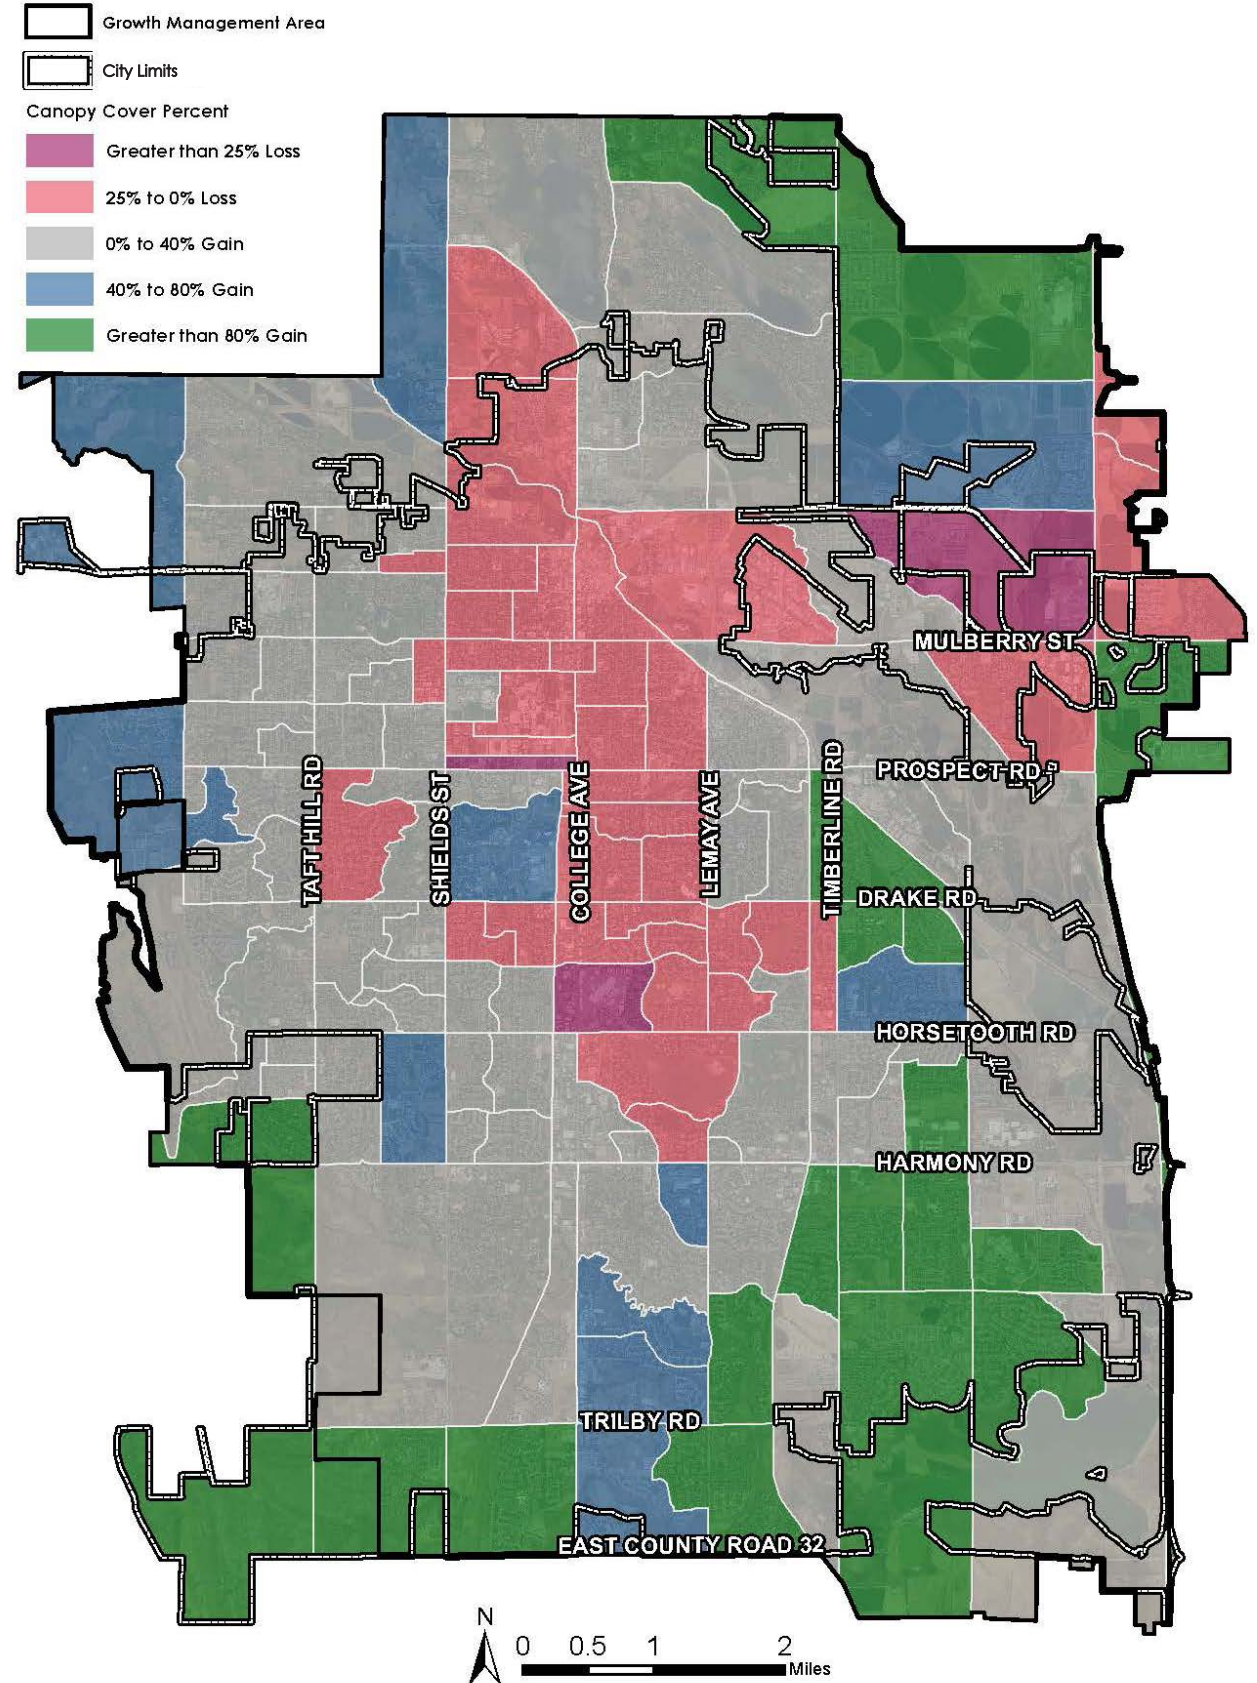 Growth Management Area
City Limits
Canopy Cover Percent
Greater than 25% Loss
25% to 0% Loss
0% to 40% Gain
40% to 80% Gain
Greater than 80% Gain
MULBERRY ST
PROSPECT RD
TAFT HILL RD
SHIELDS ST
COLLEGE AVE
LEMAY AVE
TIMBERLINE RD
DRAKE RD
HORSETOOTH RD
HARMONY RD
TRILBY RD
EAST COUNTY ROAD 32
N
0 0.5 1 2
Miles